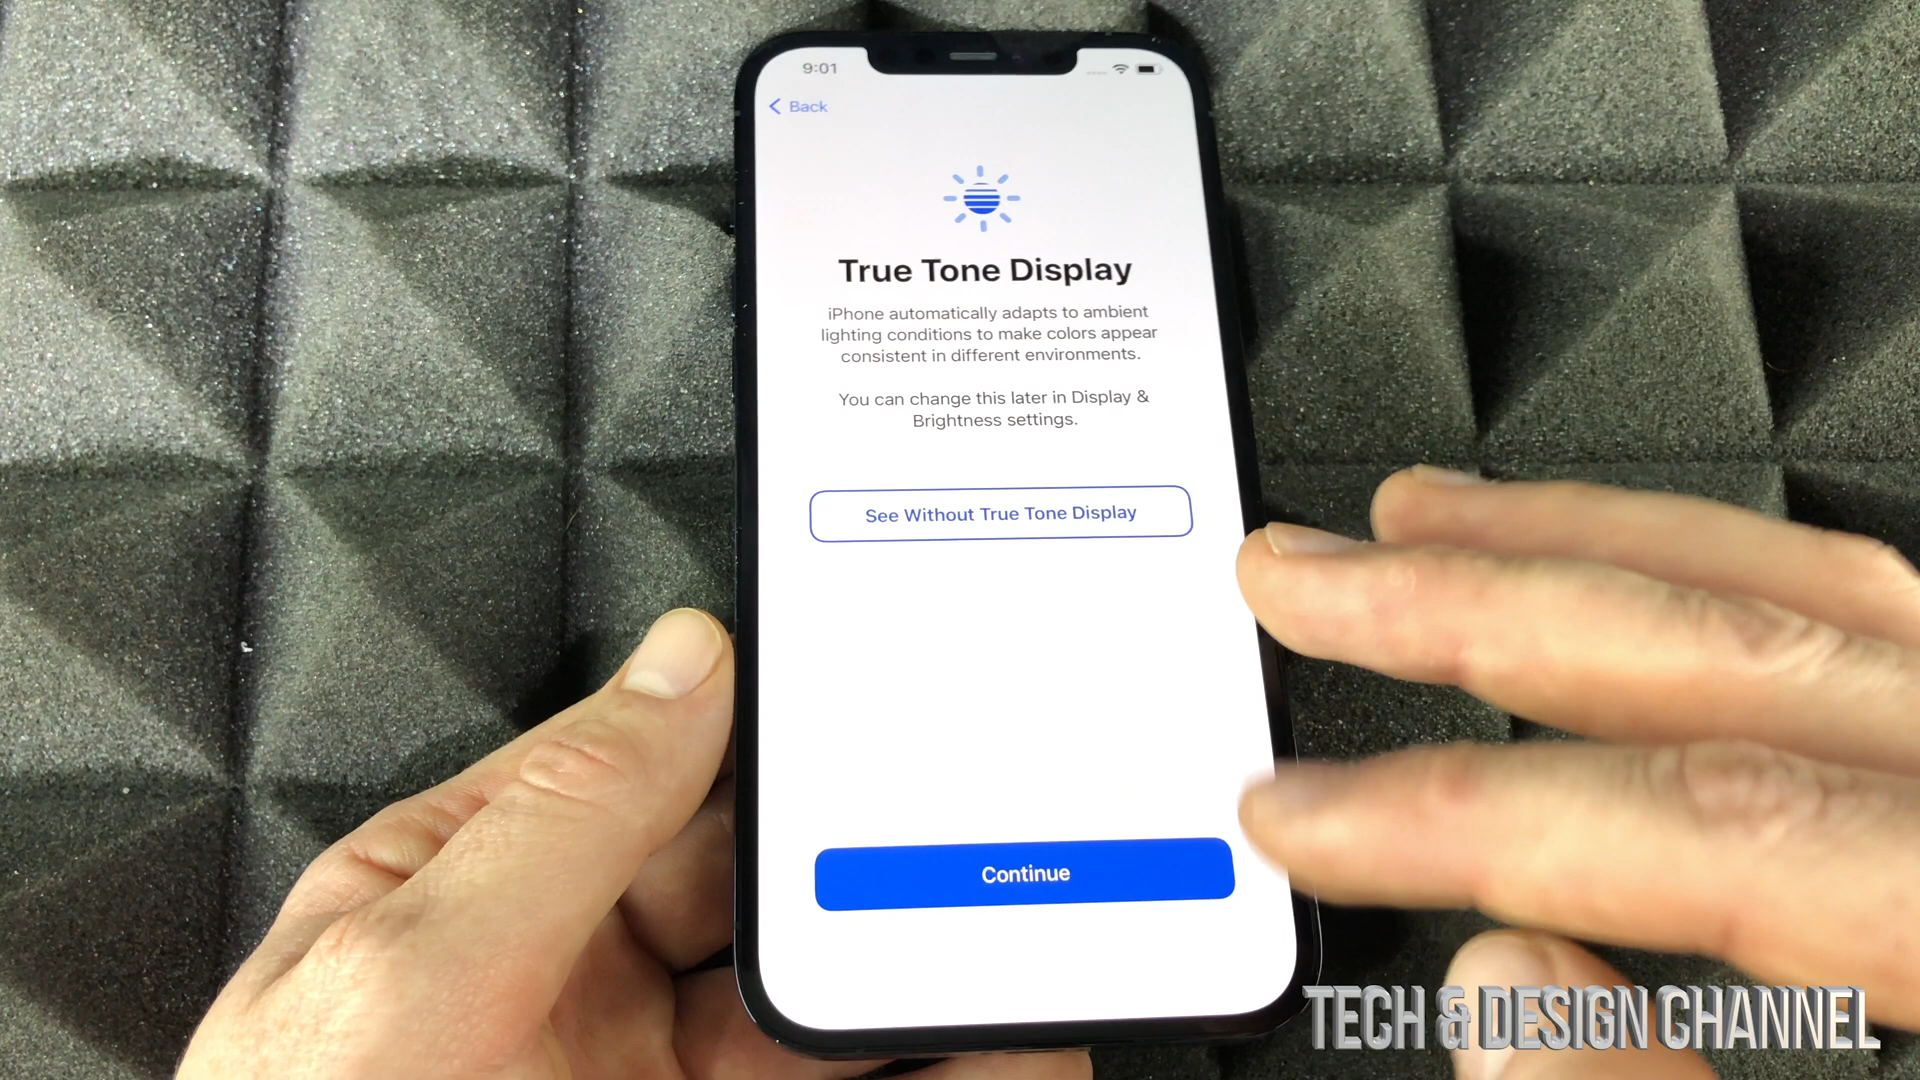 9:01
Back
True Tone Display
iPhone automatically adapts to ambient
lighting conditions to make colors appear
consistent in different environments.
You can change this later in Display &
Brightness settings.
See Without True Tone Display
Continue
TECH & DESIGN CHANNEL